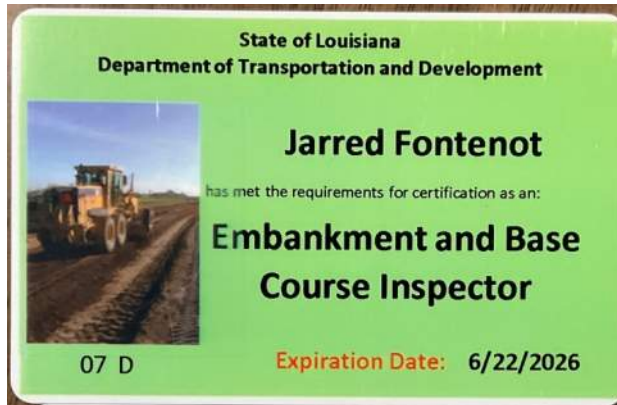 State of Louisiana
Department of Transportation and Development
Jarred Fontenot
has met the requirements for certification as an:
Embankment and Base
Course Inspector
07 D
Expiration Date: 6/22/2026